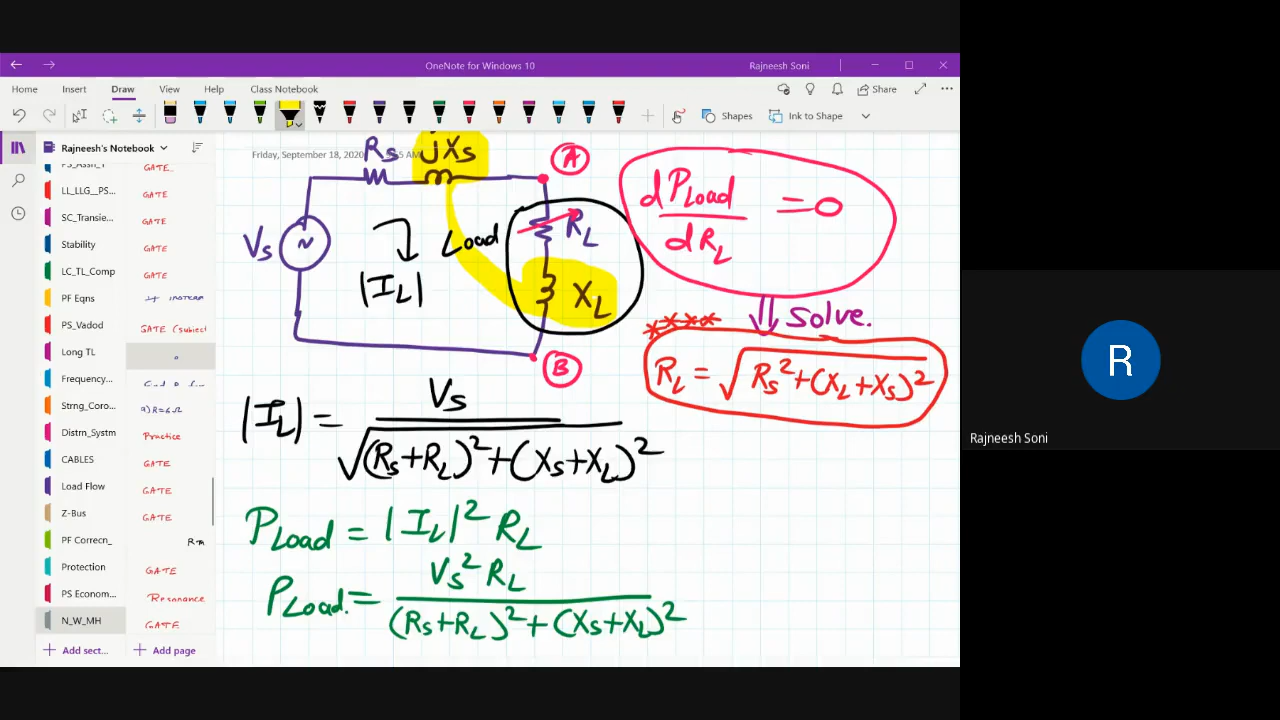 OneNote for Windows 10
Rajneesh Soni
Home Insert Draw View Help Class Notebook
Share
Shapes
Ink to Shape
Rajneesh's Notebook
GATE
LL_LLG_PS...
GATE
SC_Transie...
GATE
Stability
GATE
LC_TL_Comp
GATE
PF Eqns
PS_Vadod
GATE (subject
Long TL
Frequency...
Strng_Coro...
Distrn_Systm
Practice
CABLES
GATE
Load Flow
GATE
Z-Bus
GATE
PF Correcn_
Protection
GATE
PS Econom...
Resonance
N_W_MH
GATE
Add sect...
Add page
Friday, September 18, 2020
Rs jXs
A
Vs
|IL|
Load
RL
XL
B
dPLoad/dRL = 0
⇓ Solve.
××××
RL = √(Rs² + (XL + Xs)²)
|IL| = Vs / √((Rs + RL)² + (Xs + XL)²)
PLoad = |IL|² RL
PLoad. = Vs² RL / ((Rs + RL)² + (Xs + XL)²)
R
Rajneesh Soni